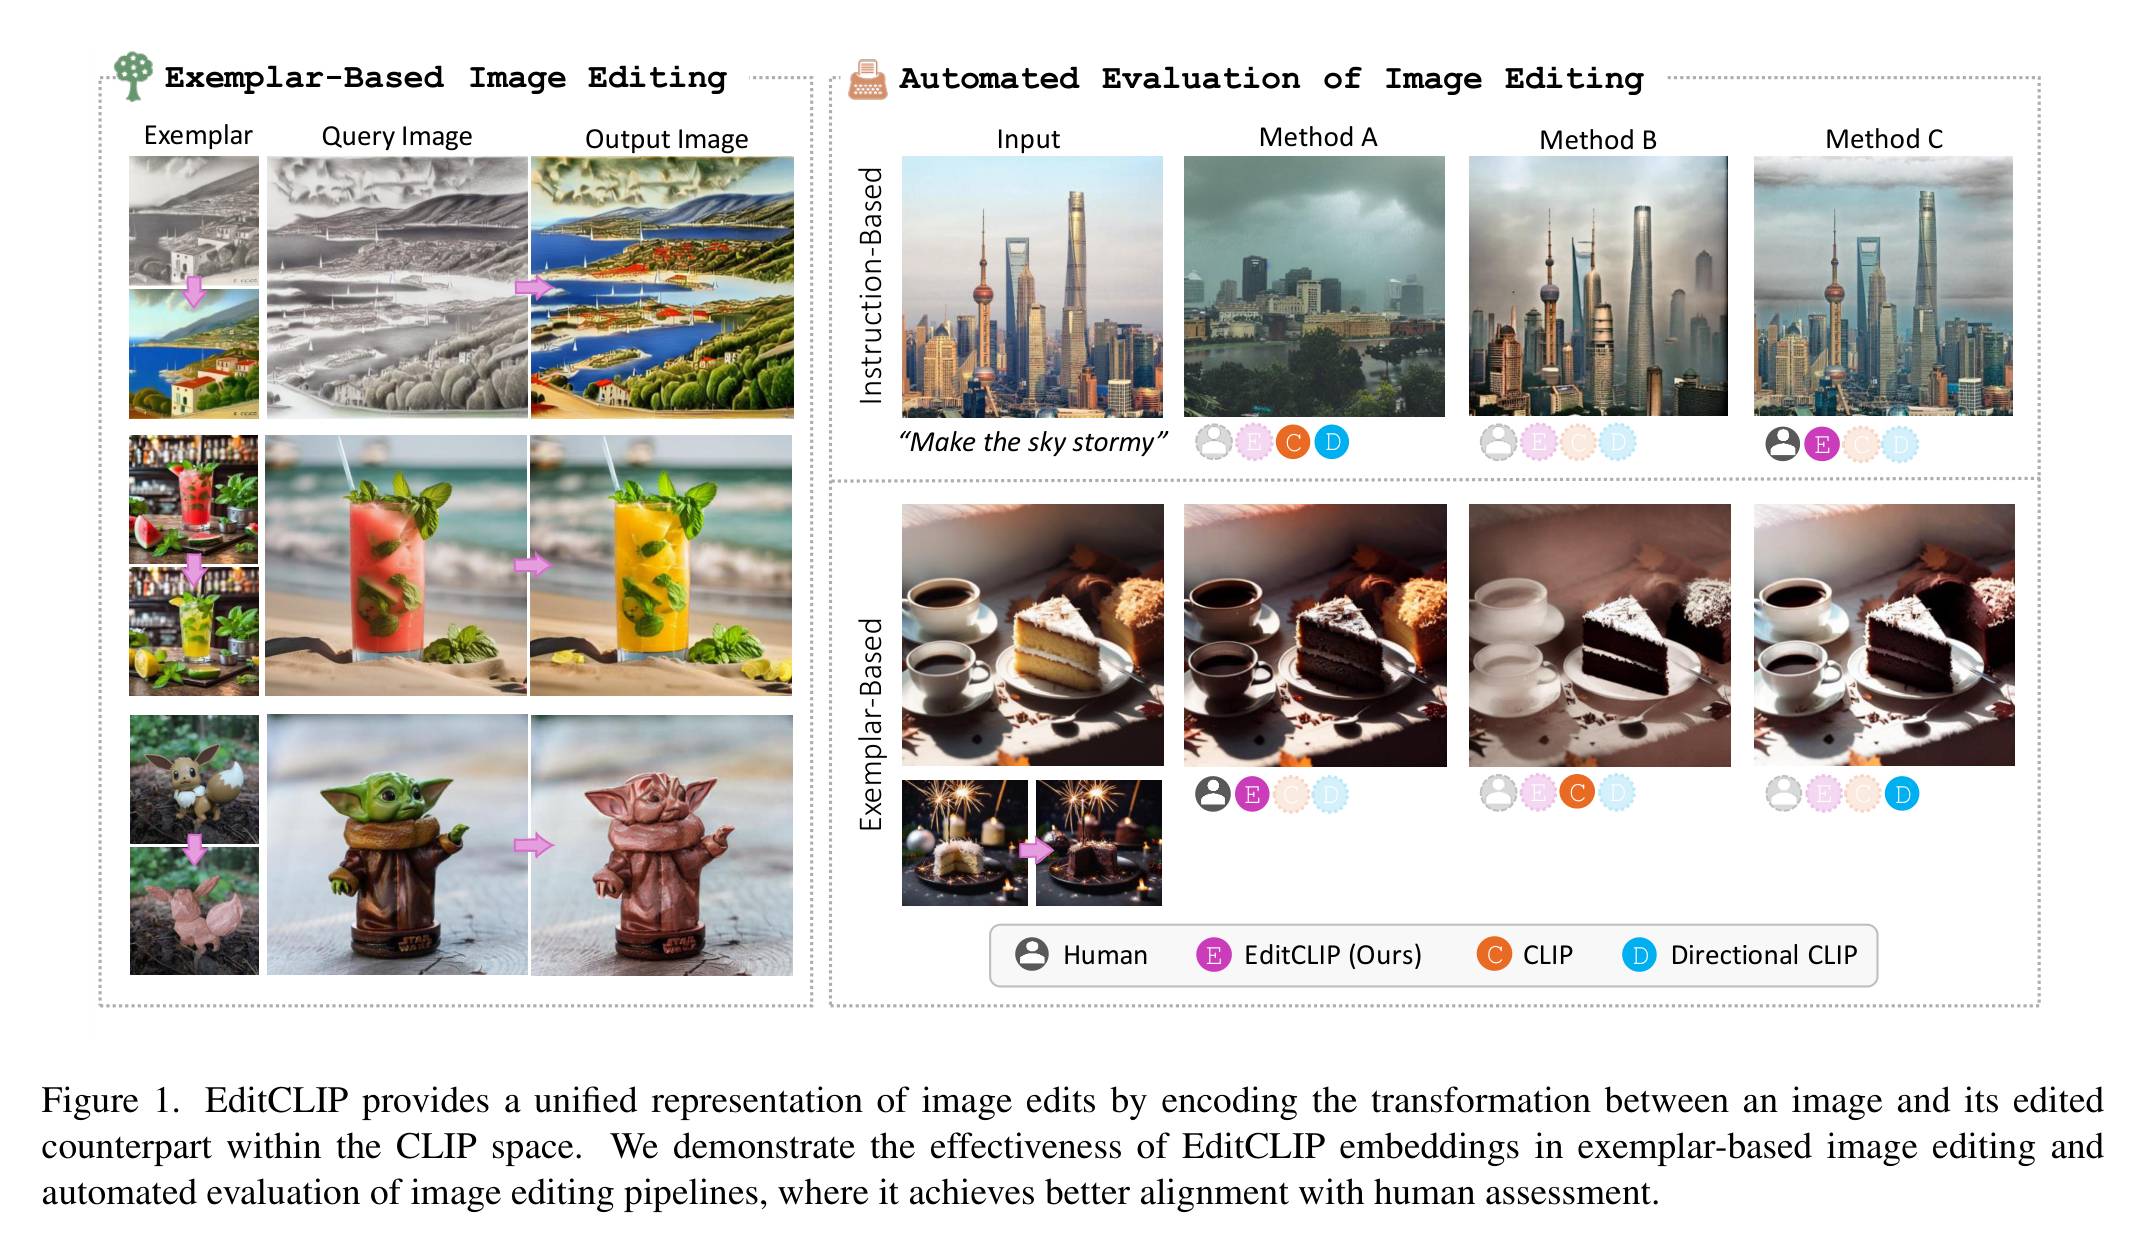 Exemplar-Based Image Editing
Exemplar
Query Image
Output Image
STAR
WARS
STAR
WARS
Automated Evaluation of Image Editing
Input
Method A
Method B
Method C
Instruction-Based
“Make the sky stormy”
E C D
E C D
E C D
Exemplar-Based
E C D
E C D
E C D
Human
E EditCLIP (Ours)
C CLIP
D Directional CLIP
Figure 1. EditCLIP provides a unified representation of image edits by encoding the transformation between an image and its edited
counterpart within the CLIP space. We demonstrate the effectiveness of EditCLIP embeddings in exemplar-based image editing and
automated evaluation of image editing pipelines, where it achieves better alignment with human assessment.